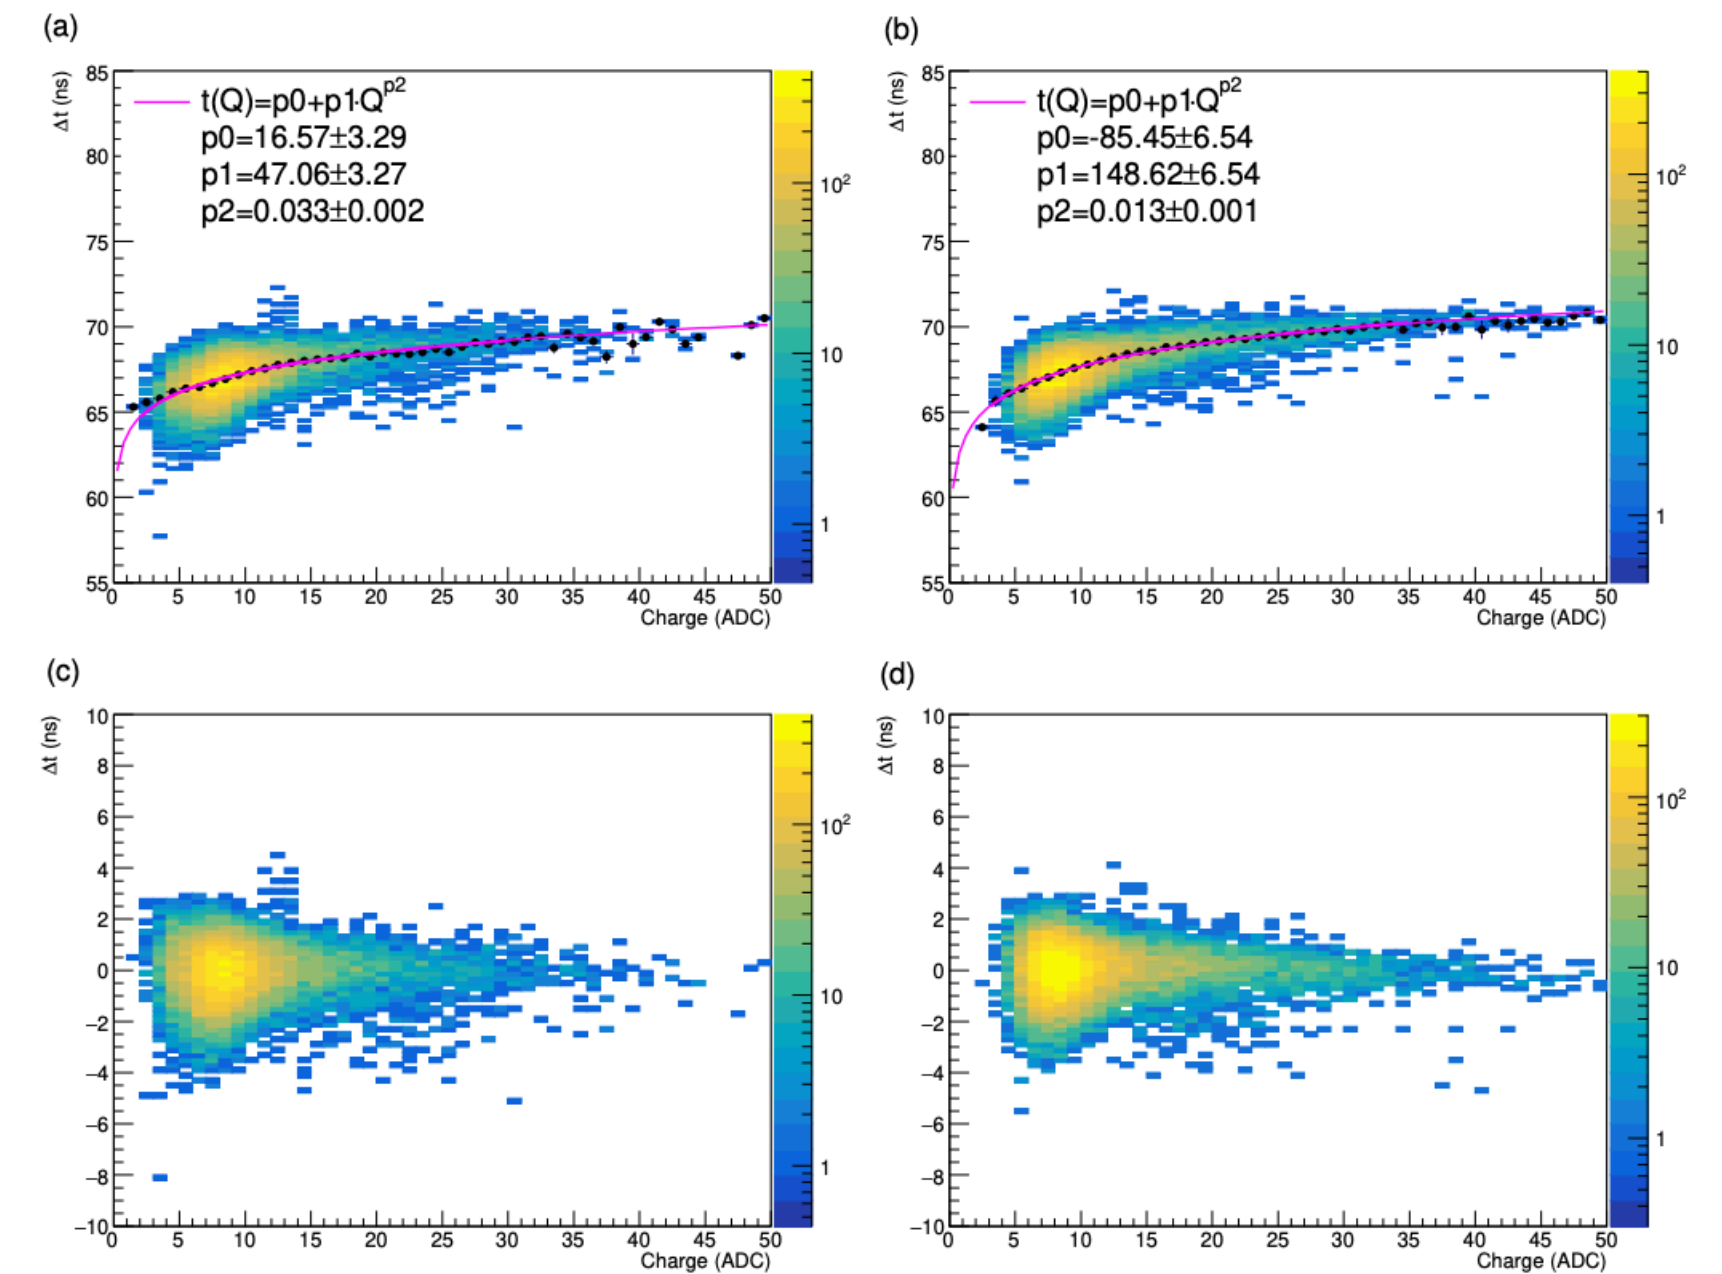 (a)
Δt (ns)
85
80
75
70
65
60
55
t(Q)=p0+p1·Q^p2
p0=16.57±3.29
p1=47.06±3.27
p2=0.033±0.002
10²
10
1
0 5 10 15 20 25 30 35 40 45 50
Charge (ADC)
(b)
Δt (ns)
85
80
75
70
65
60
55
t(Q)=p0+p1·Q^p2
p0=-85.45±6.54
p1=148.62±6.54
p2=0.013±0.001
10²
10
1
0 5 10 15 20 25 30 35 40 45 50
Charge (ADC)
(c)
Δt (ns)
10
8
6
4
2
0
−2
−4
−6
−8
−10
10²
10
1
0 5 10 15 20 25 30 35 40 45 50
Charge (ADC)
(d)
Δt (ns)
10
8
6
4
2
0
−2
−4
−6
−8
−10
10²
10
1
0 5 10 15 20 25 30 35 40 45 50
Charge (ADC)